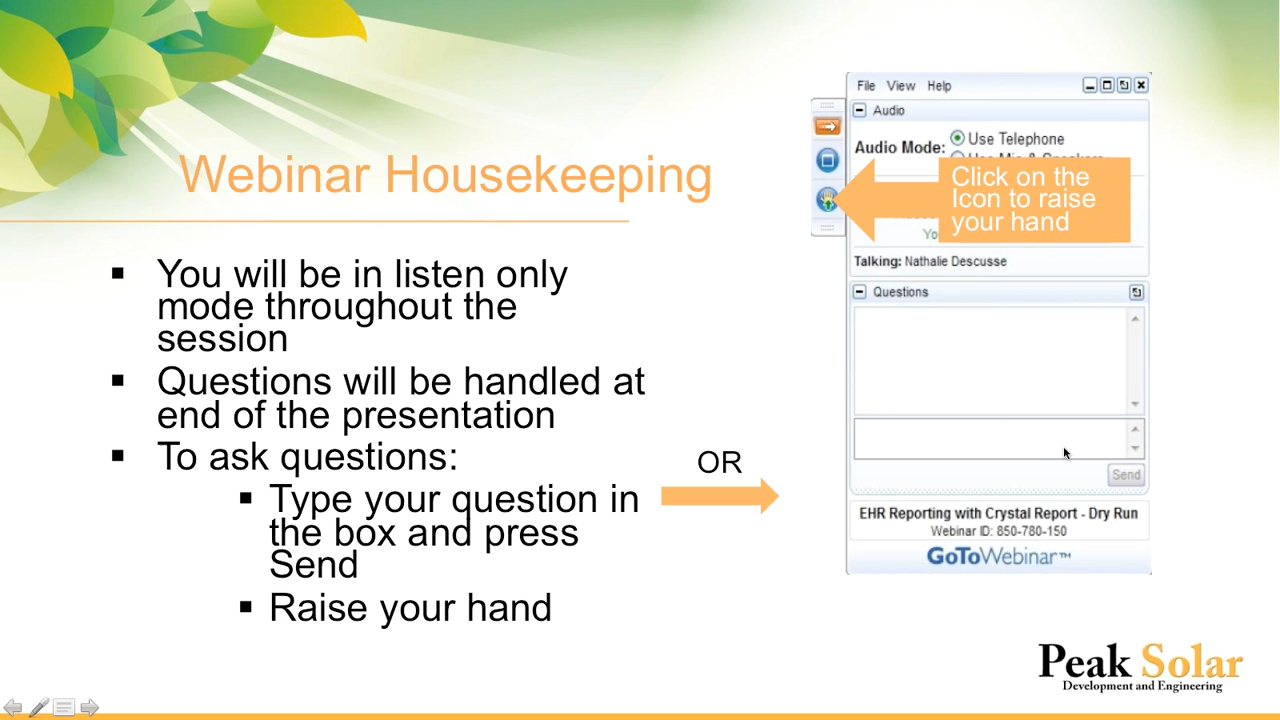 Webinar Housekeeping
You will be in listen only
mode throughout the
session
Questions will be handled at
end of the presentation
To ask questions:
Type your question in
the box and press
Send
Raise your hand
OR
File View Help
Audio
Audio Mode: Use Telephone
Click on the
Icon to raise
your hand
Talking: Nathalie Descusse
Questions
Send
EHR Reporting with Crystal Report - Dry Run
Webinar ID: 850-780-150
GoToWebinar™
Peak Solar
Development and Engineering